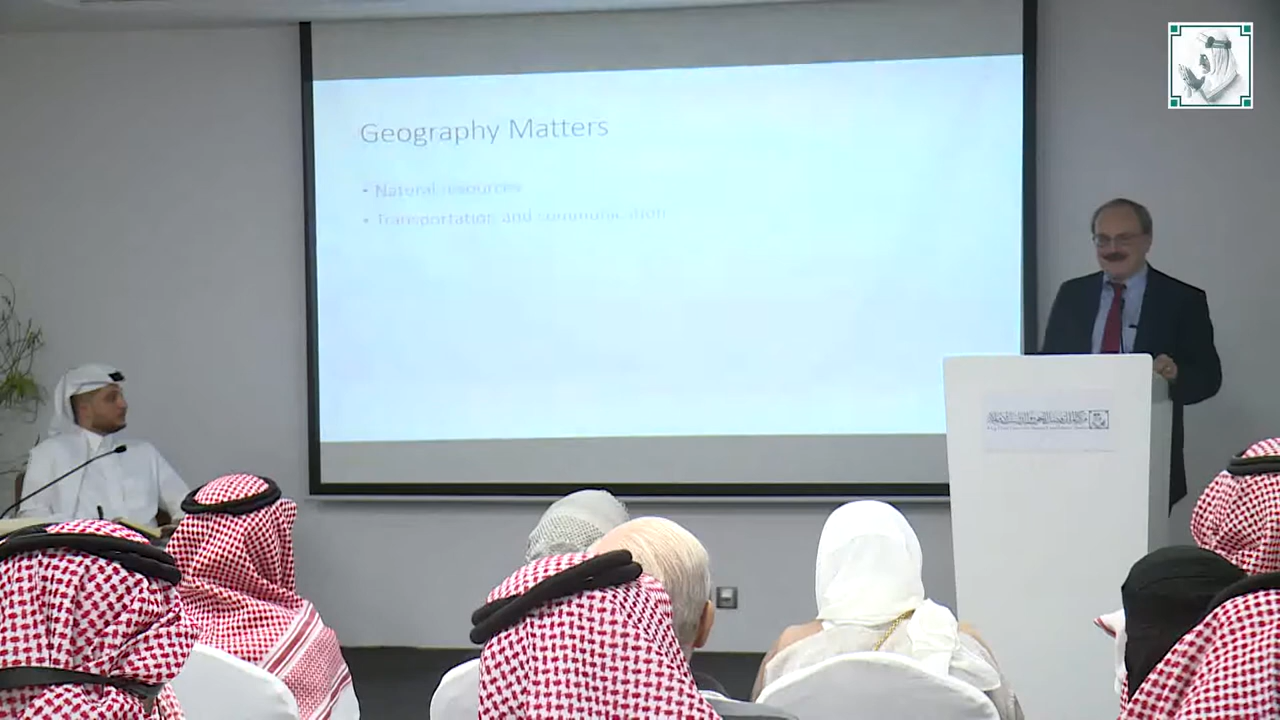 Geography Matters
• Natural resources
• Transportation and communication